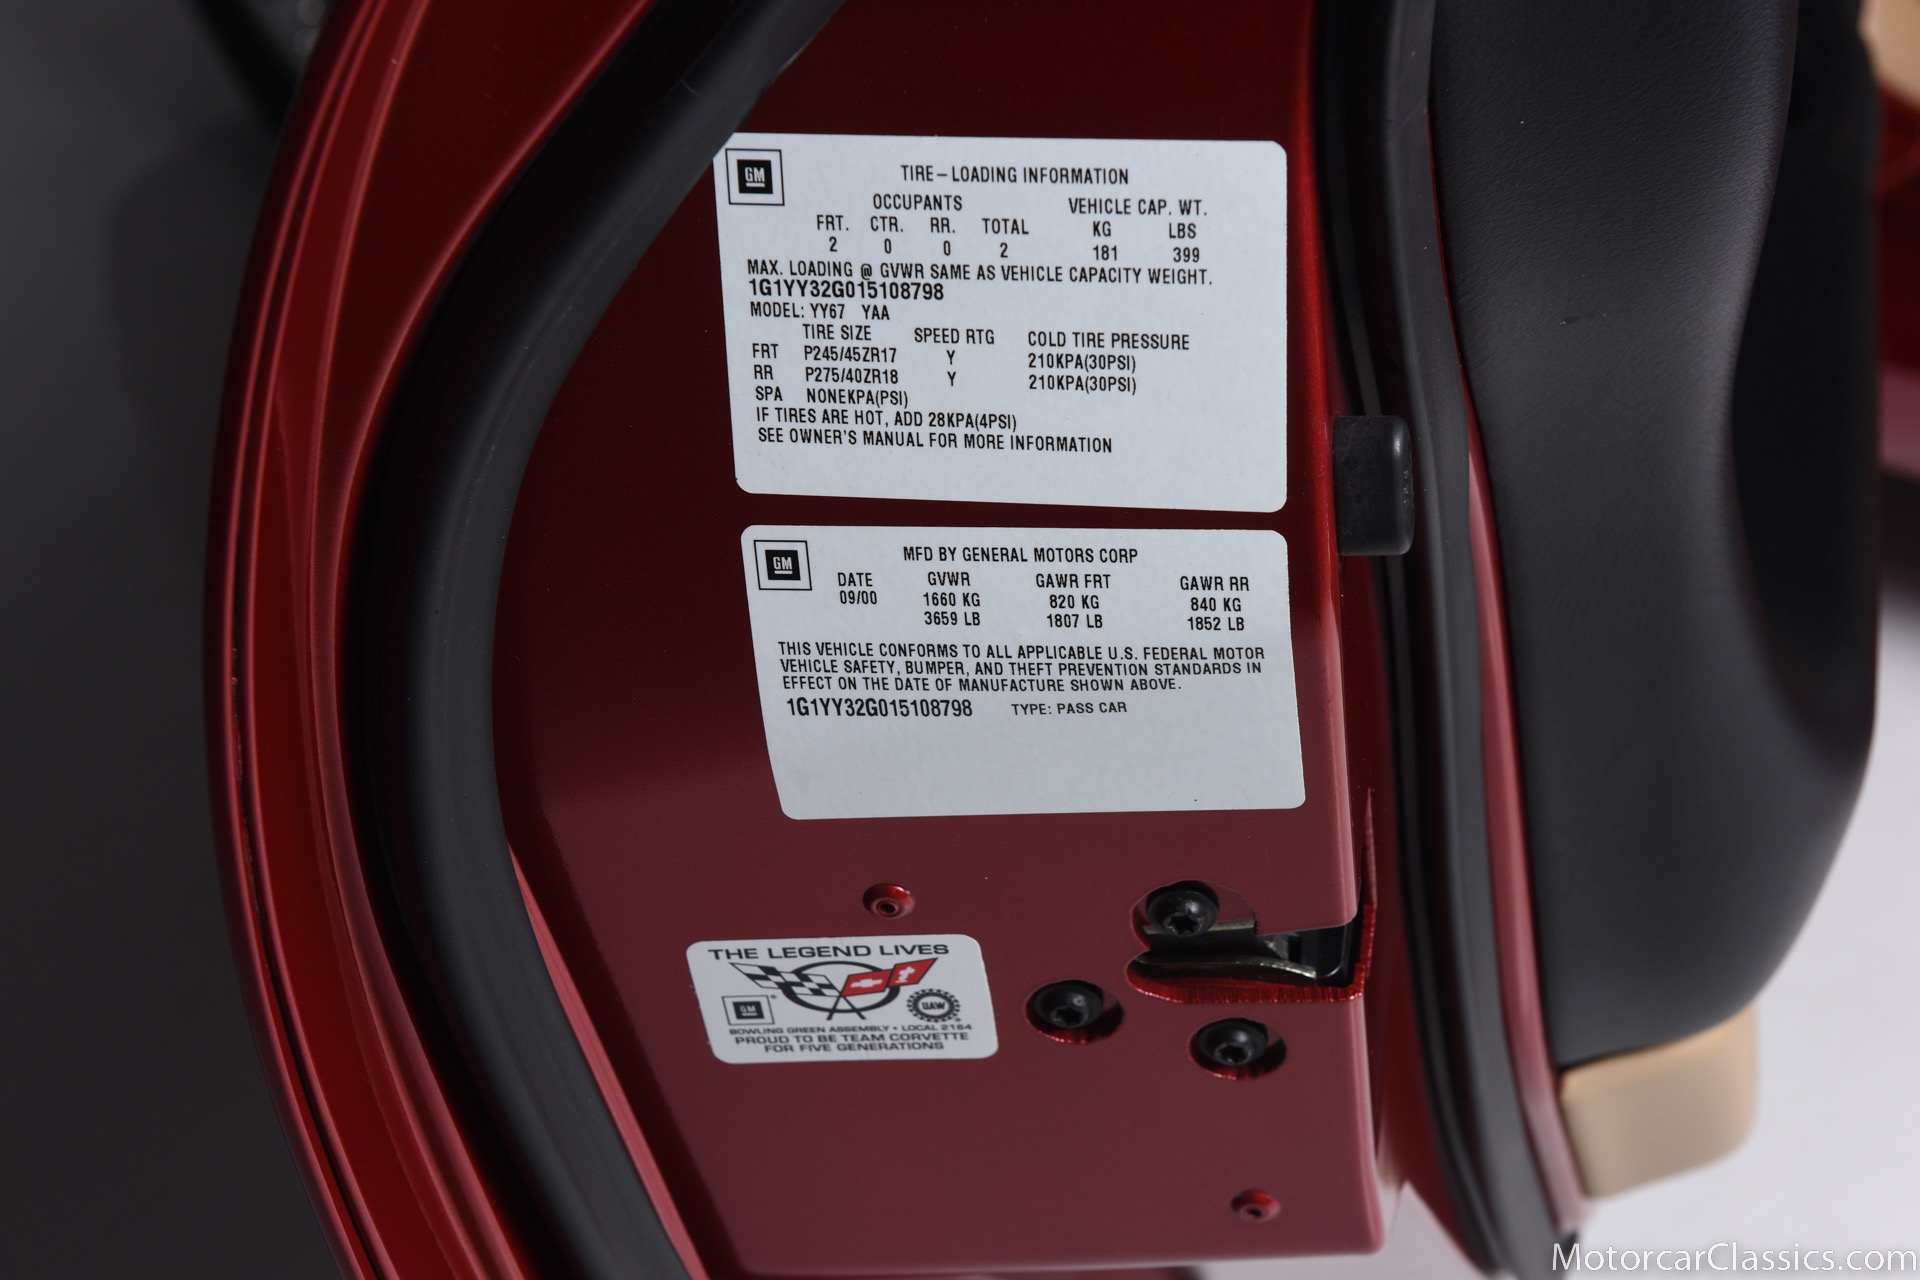 GM
TIRE–LOADING INFORMATION
OCCUPANTS VEHICLE CAP. WT.
FRT. CTR. RR. TOTAL KG LBS
2 0 0 2 181 399
MAX. LOADING @ GVWR SAME AS VEHICLE CAPACITY WEIGHT.
1G1YY32G015108798
MODEL: YY67 YAA
TIRE SIZE SPEED RTG COLD TIRE PRESSURE
FRT P245/45ZR17 Y 210KPA(30PSI)
RR P275/40ZR18 Y 210KPA(30PSI)
SPA NONEKPA(PSI)
IF TIRES ARE HOT, ADD 28KPA(4PSI)
SEE OWNER'S MANUAL FOR MORE INFORMATION
GM
MFD BY GENERAL MOTORS CORP
DATE GVWR GAWR FRT GAWR RR
09/00 1660 KG 820 KG 840 KG
3659 LB 1807 LB 1852 LB
THIS VEHICLE CONFORMS TO ALL APPLICABLE U.S. FEDERAL MOTOR
VEHICLE SAFETY, BUMPER, AND THEFT PREVENTION STANDARDS IN
EFFECT ON THE DATE OF MANUFACTURE SHOWN ABOVE.
1G1YY32G015108798 TYPE: PASS CAR
THE LEGEND LIVES
GM ® UAW
BOWLING GREEN ASSEMBLY • LOCAL 2164
PROUD TO BE TEAM CORVETTE
FOR FIVE GENERATIONS
MotorcarClassics.com